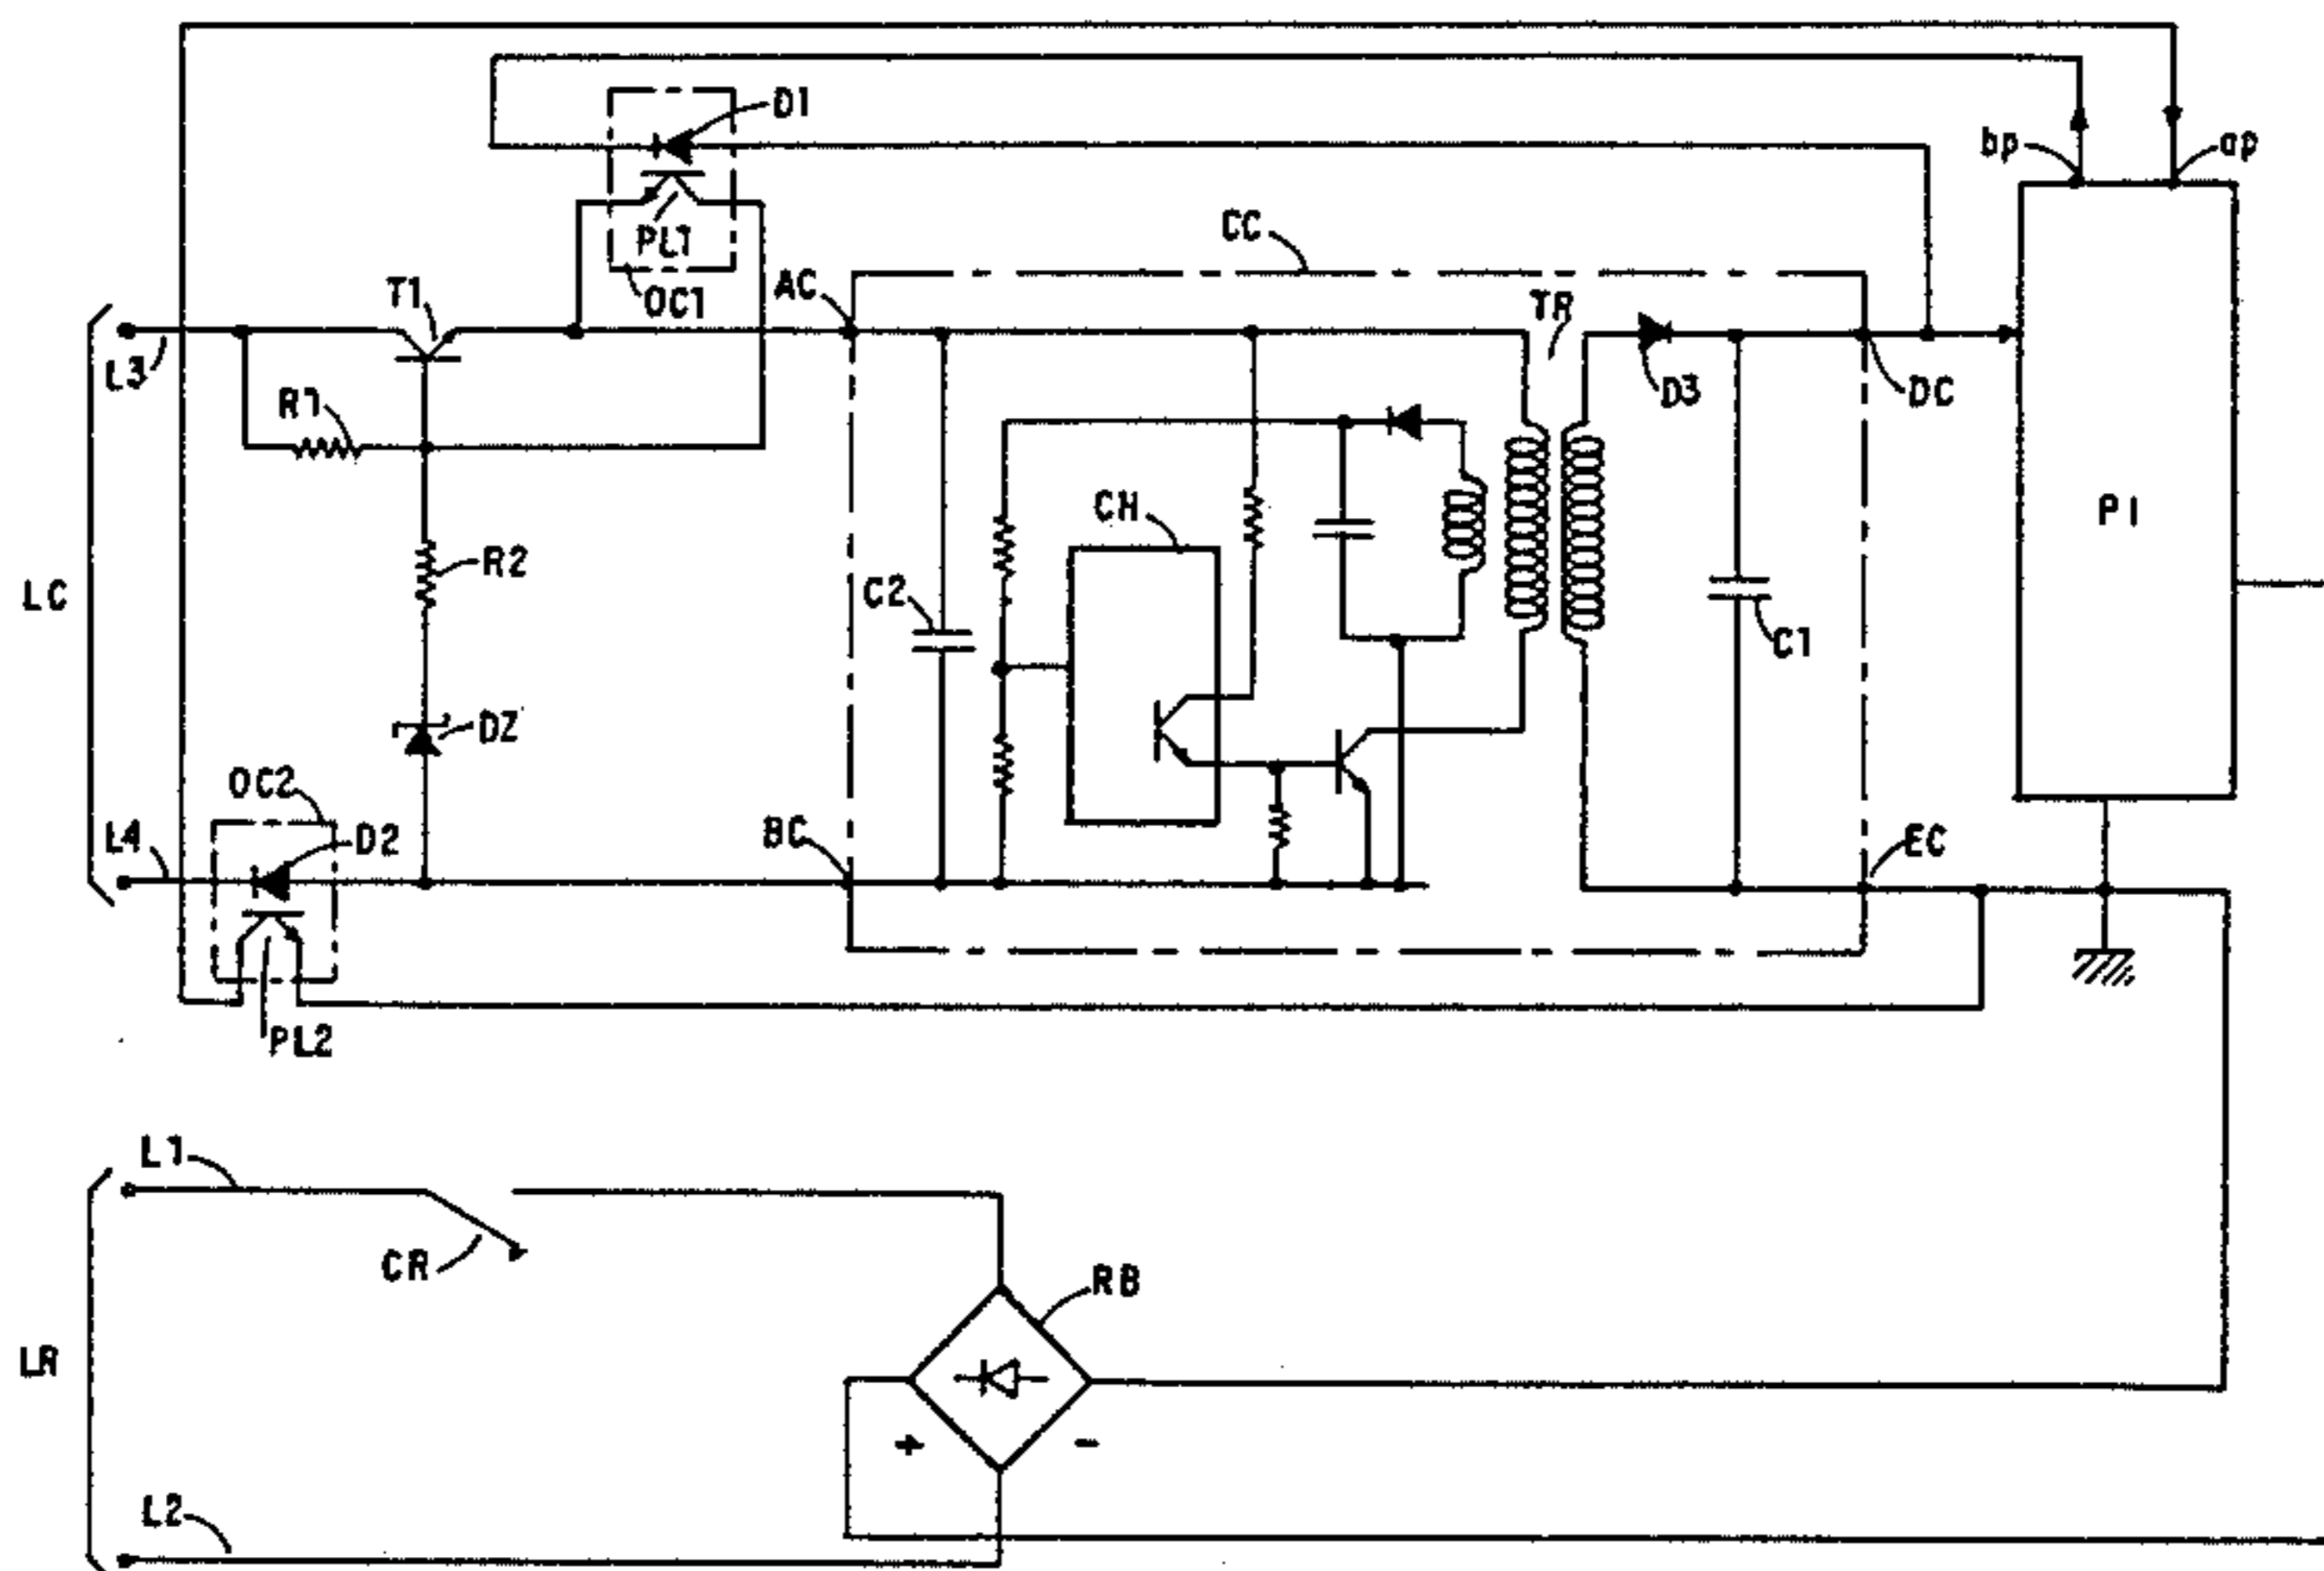 D1
bp
ap
PL1
CC
OC1
AC
T1
TR
L3
R1
D3
DC
CH
P1
R2
LC
C2
C1
DZ
OC2
L4
D2
BC
EC
PL2
L1
CR
RB
LR
+
-
L2